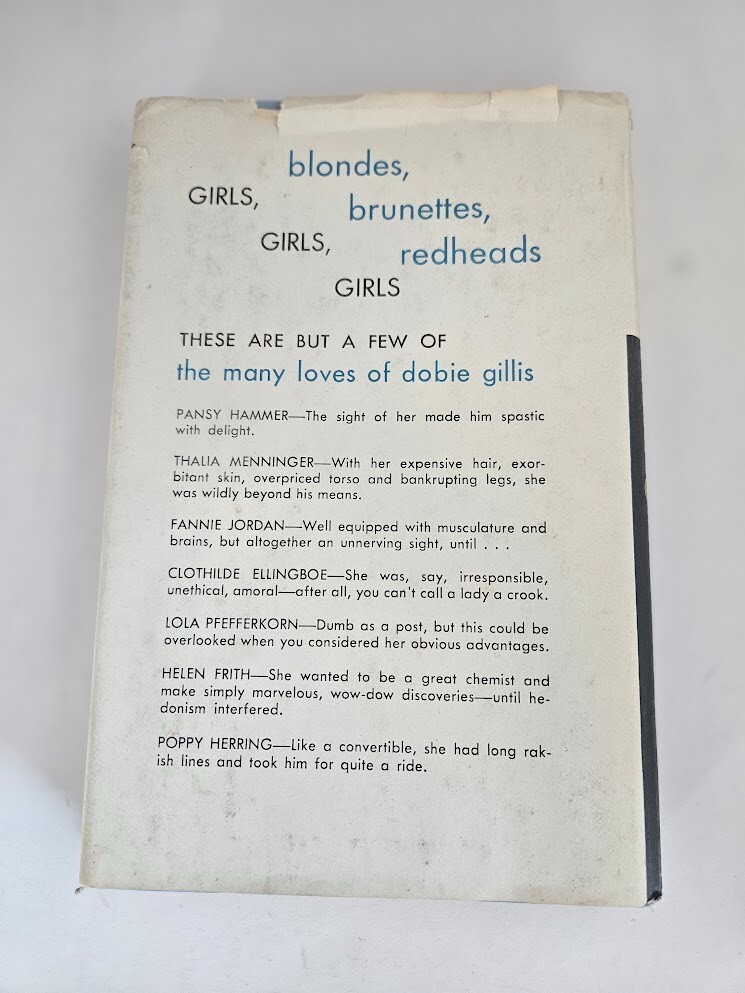 blondes,
GIRLS,
brunettes,
GIRLS,
redheads
GIRLS
THESE ARE BUT A FEW OF
the many loves of dobie gillis
PANSY HAMMER—The sight of her made him spastic
with delight.
THALIA MENNINGER—With her expensive hair, exor-
bitant skin, overpriced torso and bankrupting legs, she
was wildly beyond his means.
FANNIE JORDAN—Well equipped with musculature and
brains, but altogether an unnerving sight, until . . .
CLOTHILDE ELLINGBOE—She was, say, irresponsible,
unethical, amoral—after all, you can't call a lady a crook.
LOLA PFEFFERKORN—Dumb as a post, but this could be
overlooked when you considered her obvious advantages.
HELEN FRITH—She wanted to be a great chemist and
make simply marvelous, wow-dow discoveries—until he-
donism interfered.
POPPY HERRING—Like a convertible, she had long rak-
ish lines and took him for quite a ride.